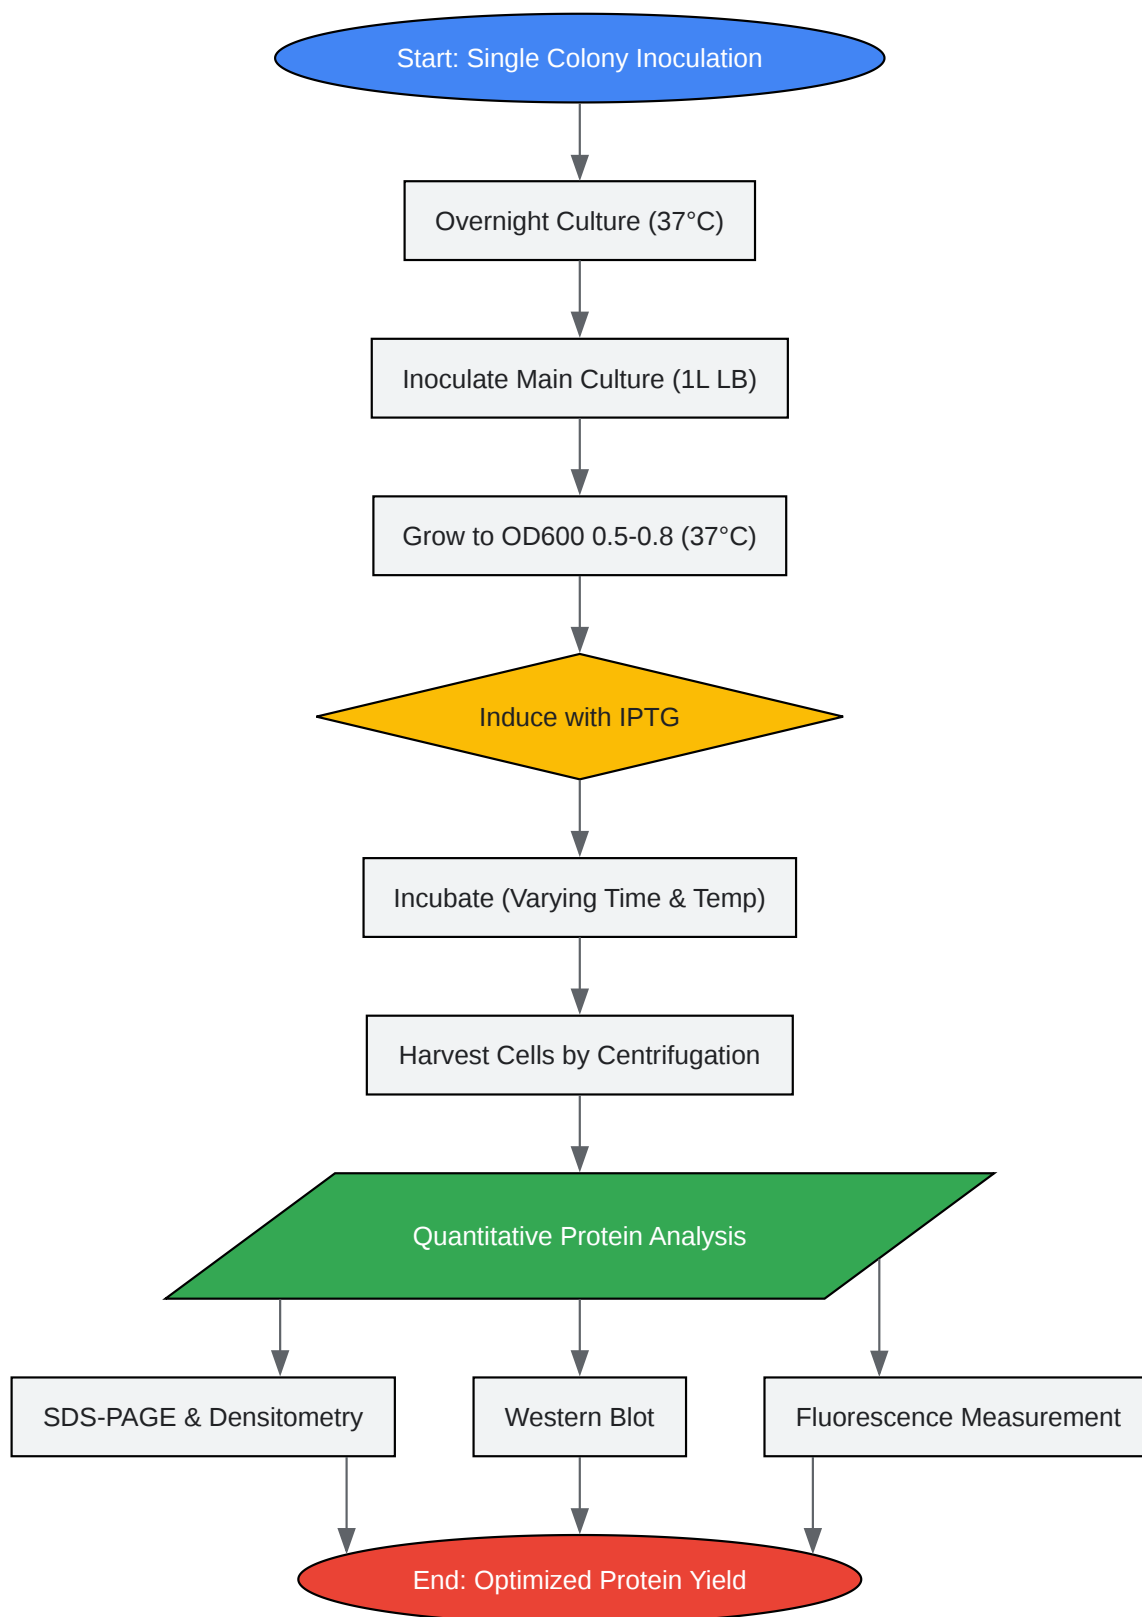 Start: Single Colony Inoculation
Overnight Culture (37°C)
Inoculate Main Culture (1L LB)
Grow to OD600 0.5-0.8 (37°C)
Induce with IPTG
Incubate (Varying Time & Temp)
Harvest Cells by Centrifugation
Quantitative Protein Analysis
SDS-PAGE & Densitometry
Western Blot
Fluorescence Measurement
End: Optimized Protein Yield